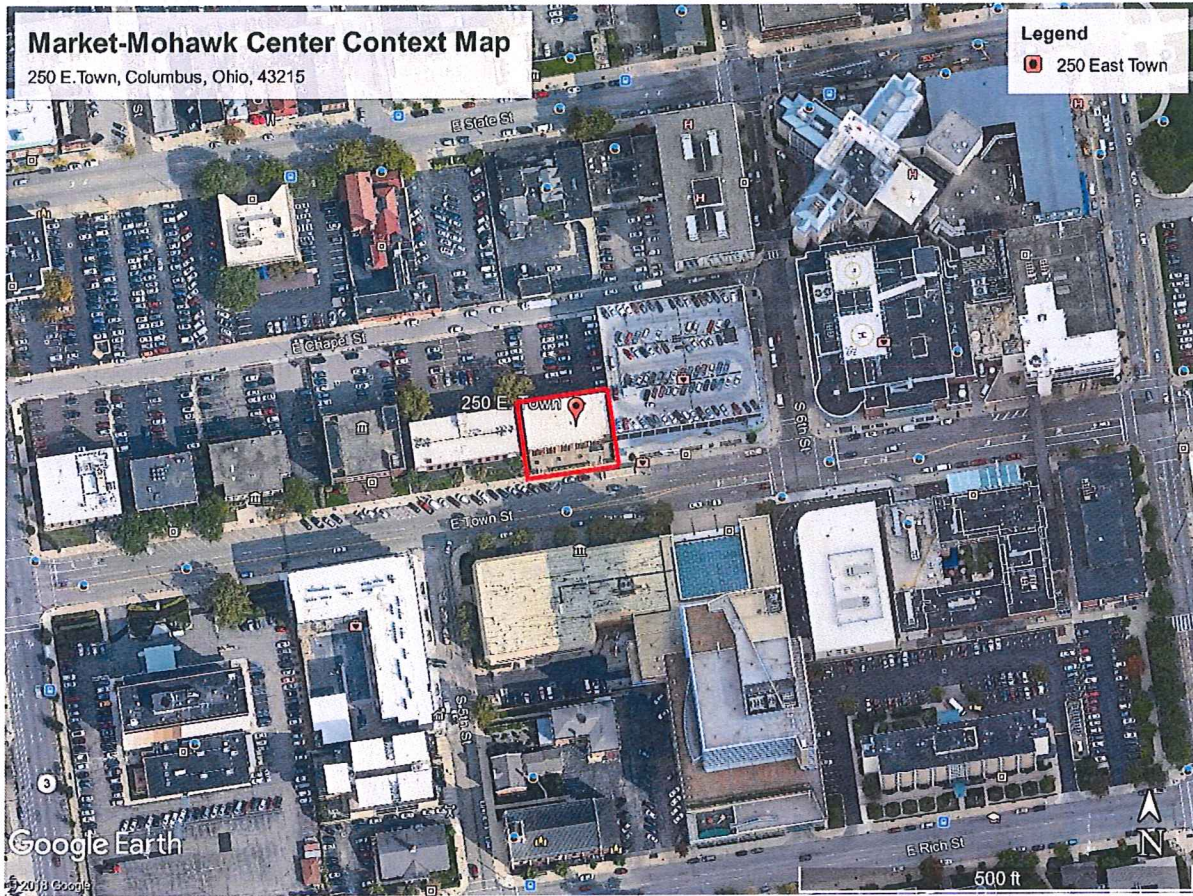 Market-Mohawk Center Context Map
250 E.Town, Columbus, Ohio, 43215
Legend
250 East Town
E State St
H
H
H
H
E Chapel St
250 E. Town
S 6th St
H
H
E Town St
S 5th St
3
E Rich St
N
Google Earth
© 2018 Google
500 ft